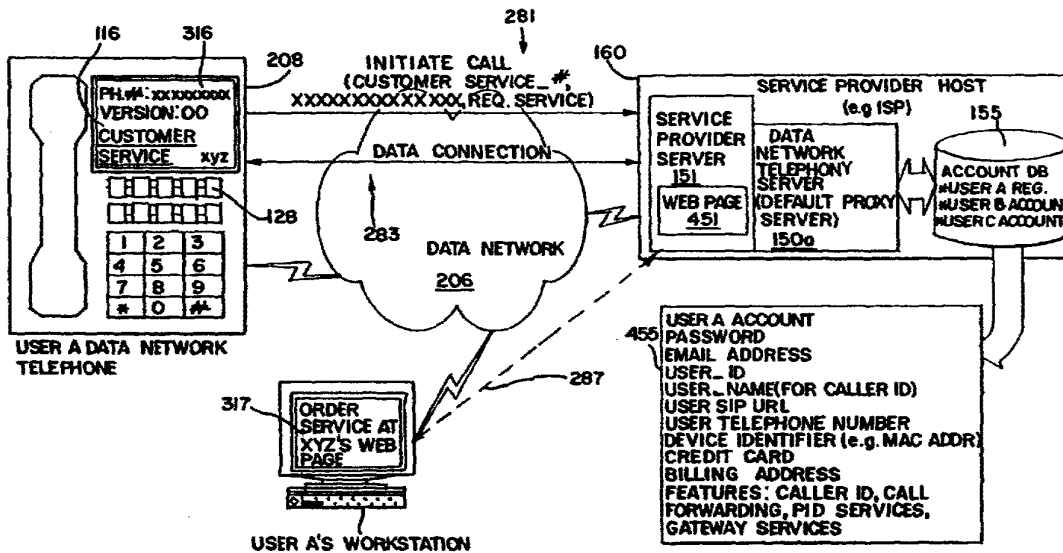 116
316
208
281
PH.#: XXXXXXXXX
VERSION: 00
CUSTOMER
SERVICE xyz
128
1 2 3
4 5 6
7 8 9
* 0 #
USER A DATA NETWORK
TELEPHONE
INITIATE CALL
(CUSTOMER SERVICE_#,
XXXXXXXXXXXXXX, REQ. SERVICE)
DATA CONNECTION
283
DATA NETWORK
206
160
SERVICE PROVIDER HOST
(e.g ISP)
155
SERVICE
PROVIDER
SERVER
151
WEB PAGE
451
DATA
NETWORK
TELEPHONY
SERVER
(DEFAULT PROXY
SERVER)
150a
ACCOUNT DB
*USER A REG.
*USER B ACCOUNT
*USER C ACCOUNT
287
317
ORDER
SERVICE AT
XYZ'S WEB
PAGE
USER A'S WORKSTATION
455
USER A ACCOUNT
PASSWORD
EMAIL ADDRESS
USER_ID
USER_NAME(FOR CALLER ID)
USER SIP URL
USER TELEPHONE NUMBER
DEVICE IDENTIFIER (e.g. MAC ADDR)
CREDIT CARD
BILLING ADDRESS
FEATURES: CALLER ID, CALL
FORWARDING, PID SERVICES,
GATEWAY SERVICES